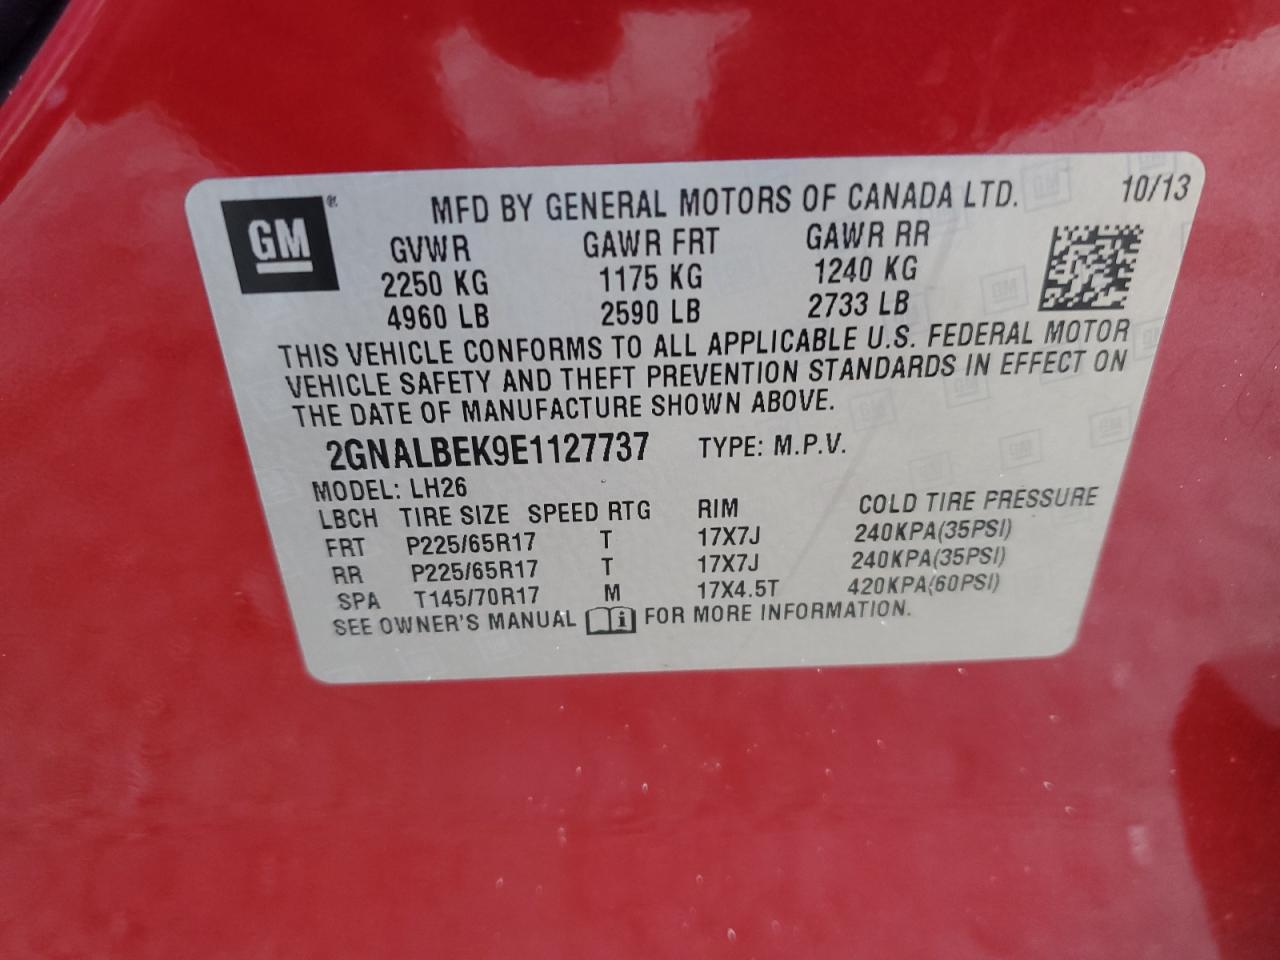 GM ® MFD BY GENERAL MOTORS OF CANADA LTD. 10/13
GVWR GAWR FRT GAWR RR
2250 KG 1175 KG 1240 KG
4960 LB 2590 LB 2733 LB
THIS VEHICLE CONFORMS TO ALL APPLICABLE U.S. FEDERAL MOTOR
VEHICLE SAFETY AND THEFT PREVENTION STANDARDS IN EFFECT ON
THE DATE OF MANUFACTURE SHOWN ABOVE.
2GNALBEK9E1127737 TYPE: M.P.V.
MODEL: LH26
LBCH TIRE SIZE SPEED RTG RIM COLD TIRE PRESSURE
FRT P225/65R17 T 17X7J 240KPA(35PSI)
RR P225/65R17 T 17X7J 240KPA(35PSI)
SPA T145/70R17 M 17X4.5T 420KPA(60PSI)
SEE OWNER'S MANUAL i FOR MORE INFORMATION.